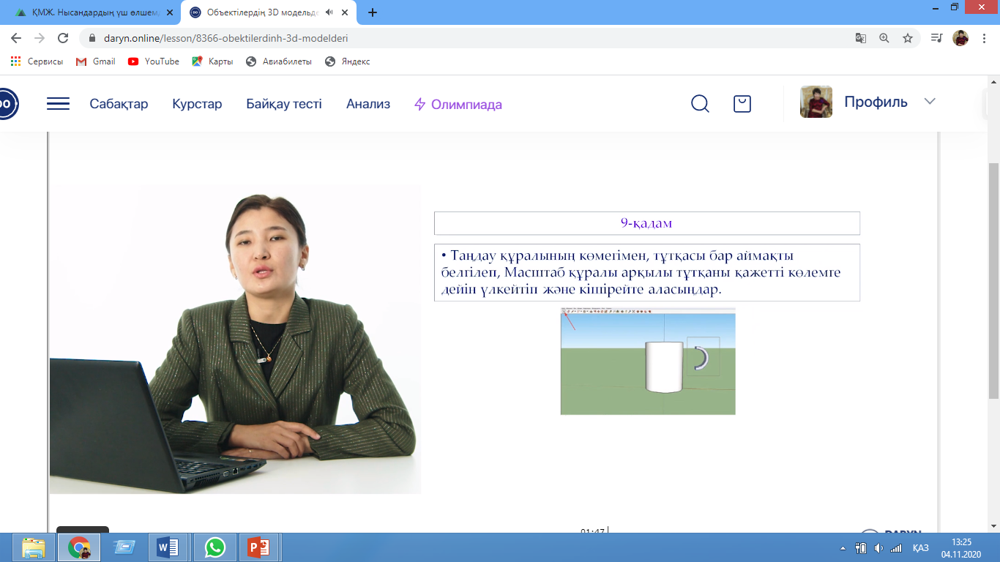 ҚМЖ. Нысандардың үш өлшемд
Объектілердің 3D модельде
daryn.online/lesson/8366-obektilerdinh-3d-modelderi
Сервисы Gmail YouTube Карты Авиабилеты Яндекс
Сабақтар Курстар Байқау тесті Анализ Олимпиада Профиль
9-қадам
• Таңдау құралының көмегімен, тұтқасы бар аймақты
белгілеп, Масштаб құралы арқылы тұтқаны қажетті көлемге
дейін үлкейтіп және кішірейте аласыңдар.
01:47
DARYN
ҚАЗ
13:25
04.11.2020